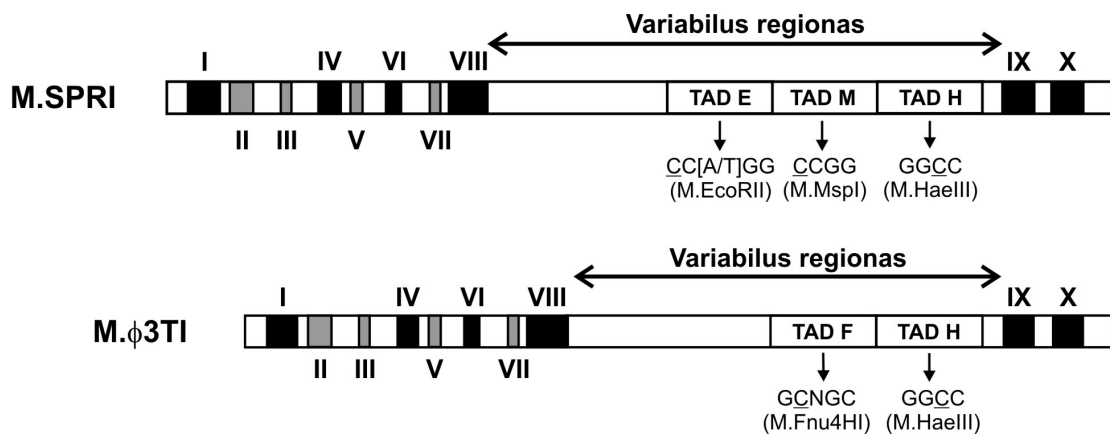 Variabilus regionas
I IV VI VIII IX X
M.SPRI TAD E TAD M TAD H
II III V VII
CC[A/T]GG CCGG GGCC
(M.EcoRII) (M.MspI) (M.HaeIII)
Variabilus regionas
I IV VI VIII IX X
M.ϕ3TI TAD F TAD H
II III V VII
GCNGC GGCC
(M.Fnu4HI) (M.HaeIII)